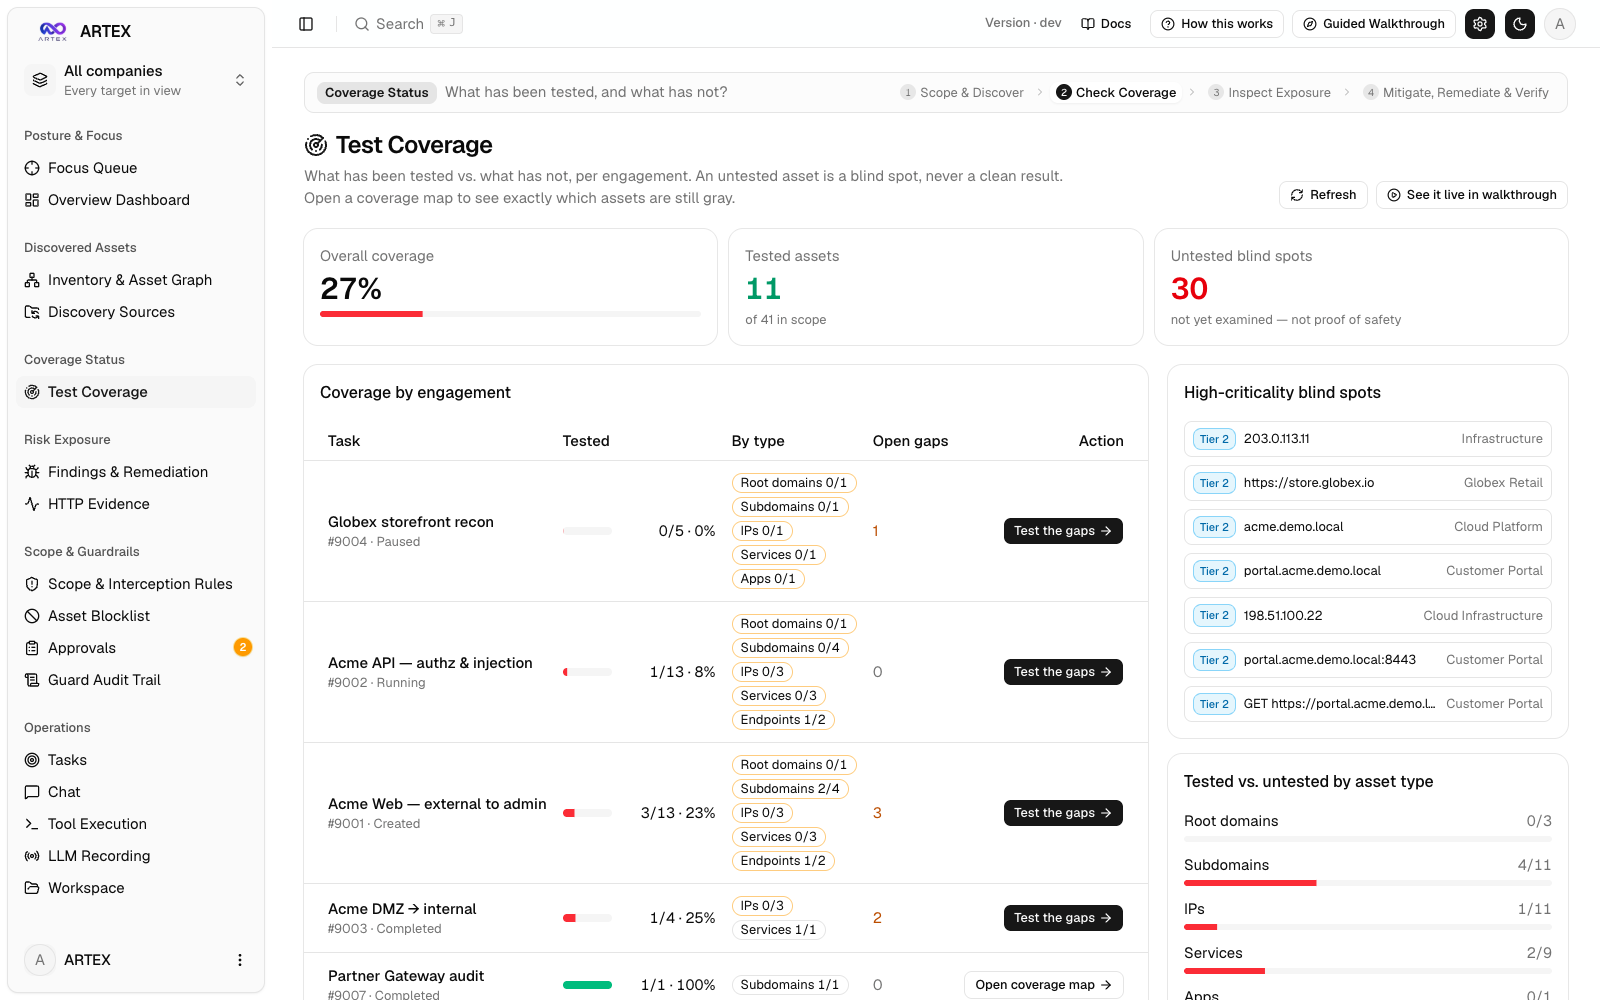 ARTEX
ARTEX
All companies
Every target in view
Posture & Focus
Focus Queue
Overview Dashboard
Discovered Assets
Inventory & Asset Graph
Discovery Sources
Coverage Status
Test Coverage
Risk Exposure
Findings & Remediation
HTTP Evidence
Scope & Guardrails
Scope & Interception Rules
Asset Blocklist
Approvals 2
Guard Audit Trail
Operations
Tasks
Chat
Tool Execution
LLM Recording
Workspace
A ARTEX
Search ⌘ J
Version · dev
Docs
How this works
Guided Walkthrough
A
Coverage Status What has been tested, and what has not?
1 Scope & Discover › 2 Check Coverage › 3 Inspect Exposure › 4 Mitigate, Remediate & Verify
Test Coverage
What has been tested vs. what has not, per engagement. An untested asset is a blind spot, never a clean result.
Open a coverage map to see exactly which assets are still gray.
Refresh
See it live in walkthrough
Overall coverage
27%
Tested assets
11
of 41 in scope
Untested blind spots
30
not yet examined — not proof of safety
Coverage by engagement
Task Tested By type Open gaps Action
Globex storefront recon
#9004 · Paused
0/5 · 0%
Root domains 0/1
Subdomains 0/1
IPs 0/1
Services 0/1
Apps 0/1
1
Test the gaps →
Acme API — authz & injection
#9002 · Running
1/13 · 8%
Root domains 0/1
Subdomains 0/4
IPs 0/3
Services 0/3
Endpoints 1/2
0
Test the gaps →
Acme Web — external to admin
#9001 · Created
3/13 · 23%
Root domains 0/1
Subdomains 2/4
IPs 0/3
Services 0/3
Endpoints 1/2
3
Test the gaps →
Acme DMZ → internal
#9003 · Completed
1/4 · 25%
IPs 0/3
Services 1/1
2
Test the gaps →
Partner Gateway audit
#9007 · Completed
1/1 · 100%
Subdomains 1/1
0
Open coverage map →
High-criticality blind spots
Tier 2 203.0.113.11 Infrastructure
Tier 2 https://store.globex.io Globex Retail
Tier 2 acme.demo.local Cloud Platform
Tier 2 portal.acme.demo.local Customer Portal
Tier 2 198.51.100.22 Cloud Infrastructure
Tier 2 portal.acme.demo.local:8443 Customer Portal
Tier 2 GET https://portal.acme.demo.l... Customer Portal
Tested vs. untested by asset type
Root domains 0/3
Subdomains 4/11
IPs 1/11
Services 2/9
Apps 0/1